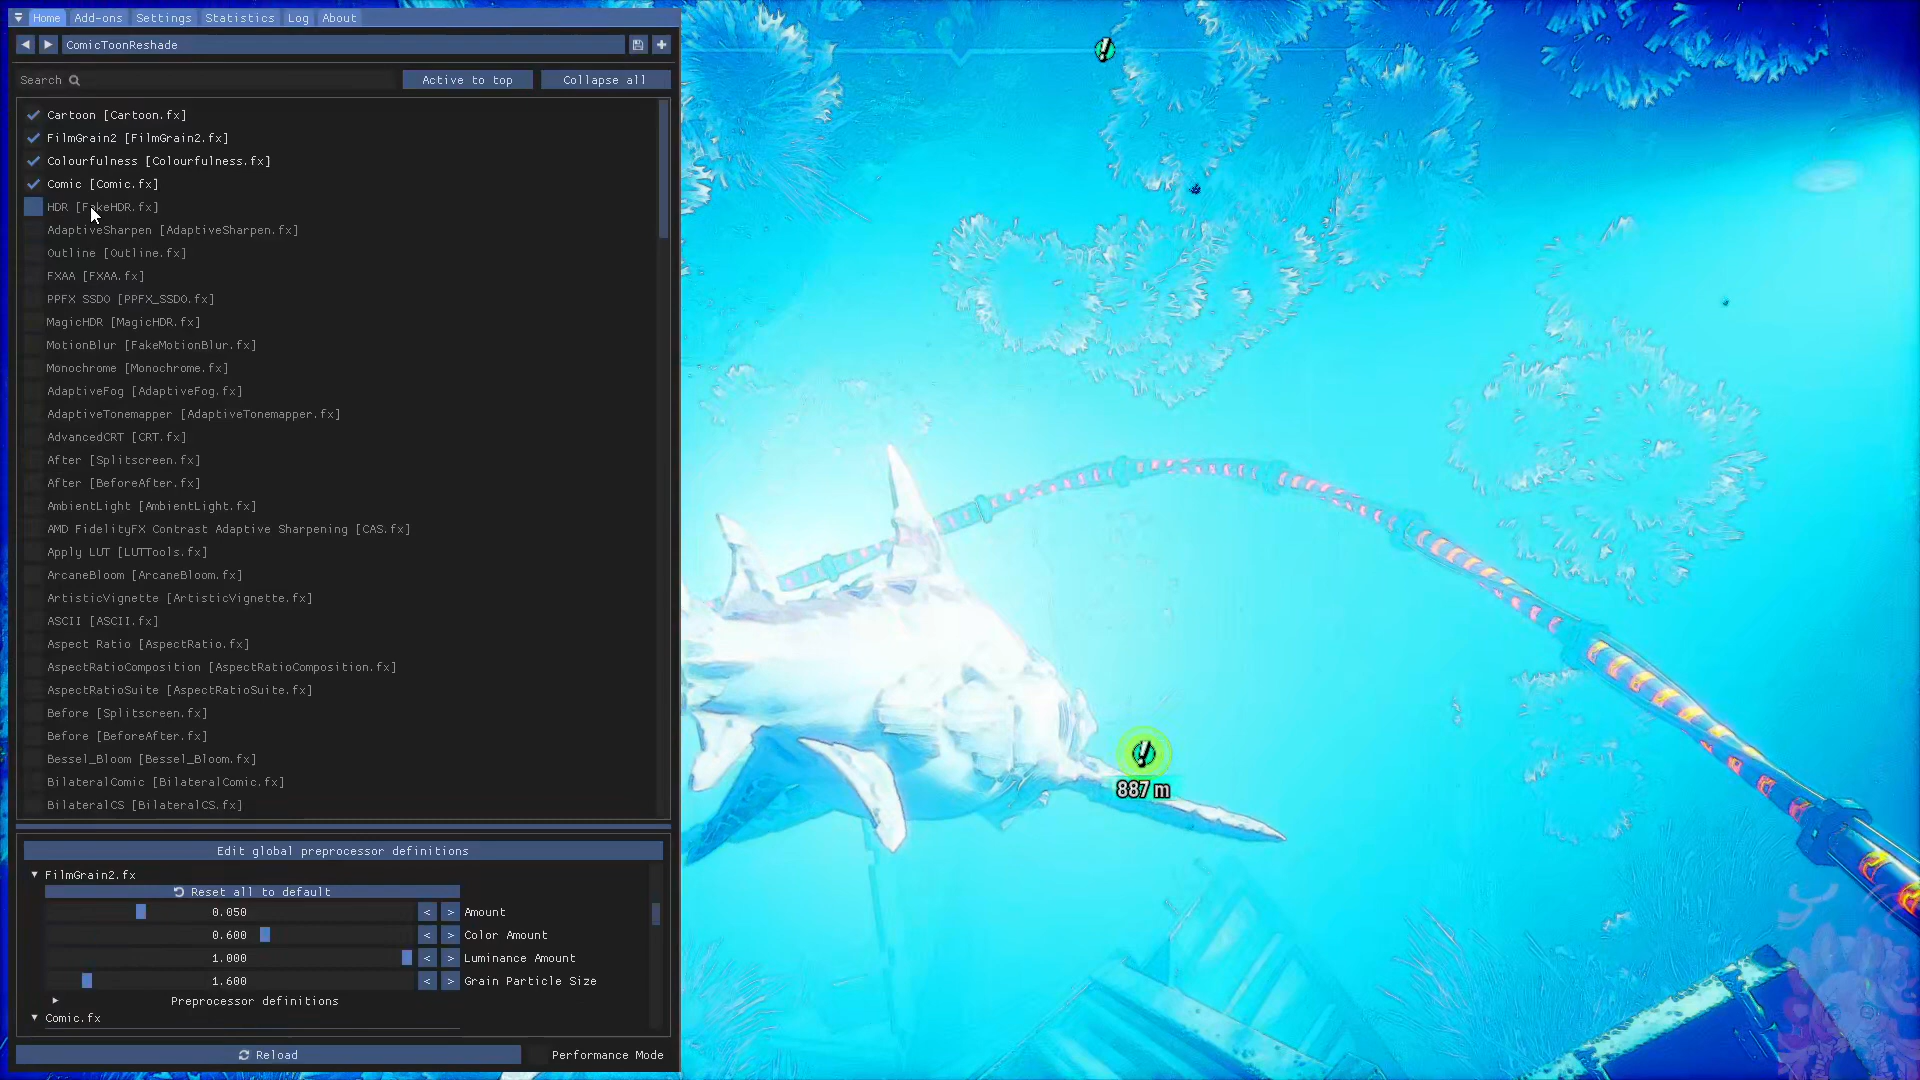 Home Add-ons Settings Statistics Log About
ComicToonReshade
Search Active to top Collapse all
Cartoon [Cartoon.fx]
FilmGrain2 [FilmGrain2.fx]
Colourfulness [Colourfulness.fx]
Comic [Comic.fx]
HDR [FakeHDR.fx]
AdaptiveSharpen [AdaptiveSharpen.fx]
Outline [Outline.fx]
FXAA [FXAA.fx]
PPFX SSDO [PPFX_SSDO.fx]
MagicHDR [MagicHDR.fx]
MotionBlur [FakeMotionBlur.fx]
Monochrome [Monochrome.fx]
AdaptiveFog [AdaptiveFog.fx]
AdaptiveTonemapper [AdaptiveTonemapper.fx]
AdvancedCRT [CRT.fx]
After [Splitscreen.fx]
After [BeforeAfter.fx]
AmbientLight [AmbientLight.fx]
AMD FidelityFX Contrast Adaptive Sharpening [CAS.fx]
Apply LUT [LUTTools.fx]
ArcaneBloom [ArcaneBloom.fx]
ArtisticVignette [ArtisticVignette.fx]
ASCII [ASCII.fx]
Aspect Ratio [AspectRatio.fx]
AspectRatioComposition [AspectRatioComposition.fx]
AspectRatioSuite [AspectRatioSuite.fx]
Before [Splitscreen.fx]
Before [BeforeAfter.fx]
Bessel_Bloom [Bessel_Bloom.fx]
BilateralComic [BilateralComic.fx]
BilateralCS [BilateralCS.fx]
887 m
Edit global preprocessor definitions
FilmGrain2.fx
Reset all to default
0.050 < > Amount
0.600 < > Color Amount
1.000 < > Luminance Amount
1.600 < > Grain Particle Size
Preprocessor definitions
Comic.fx
Reload Performance Mode